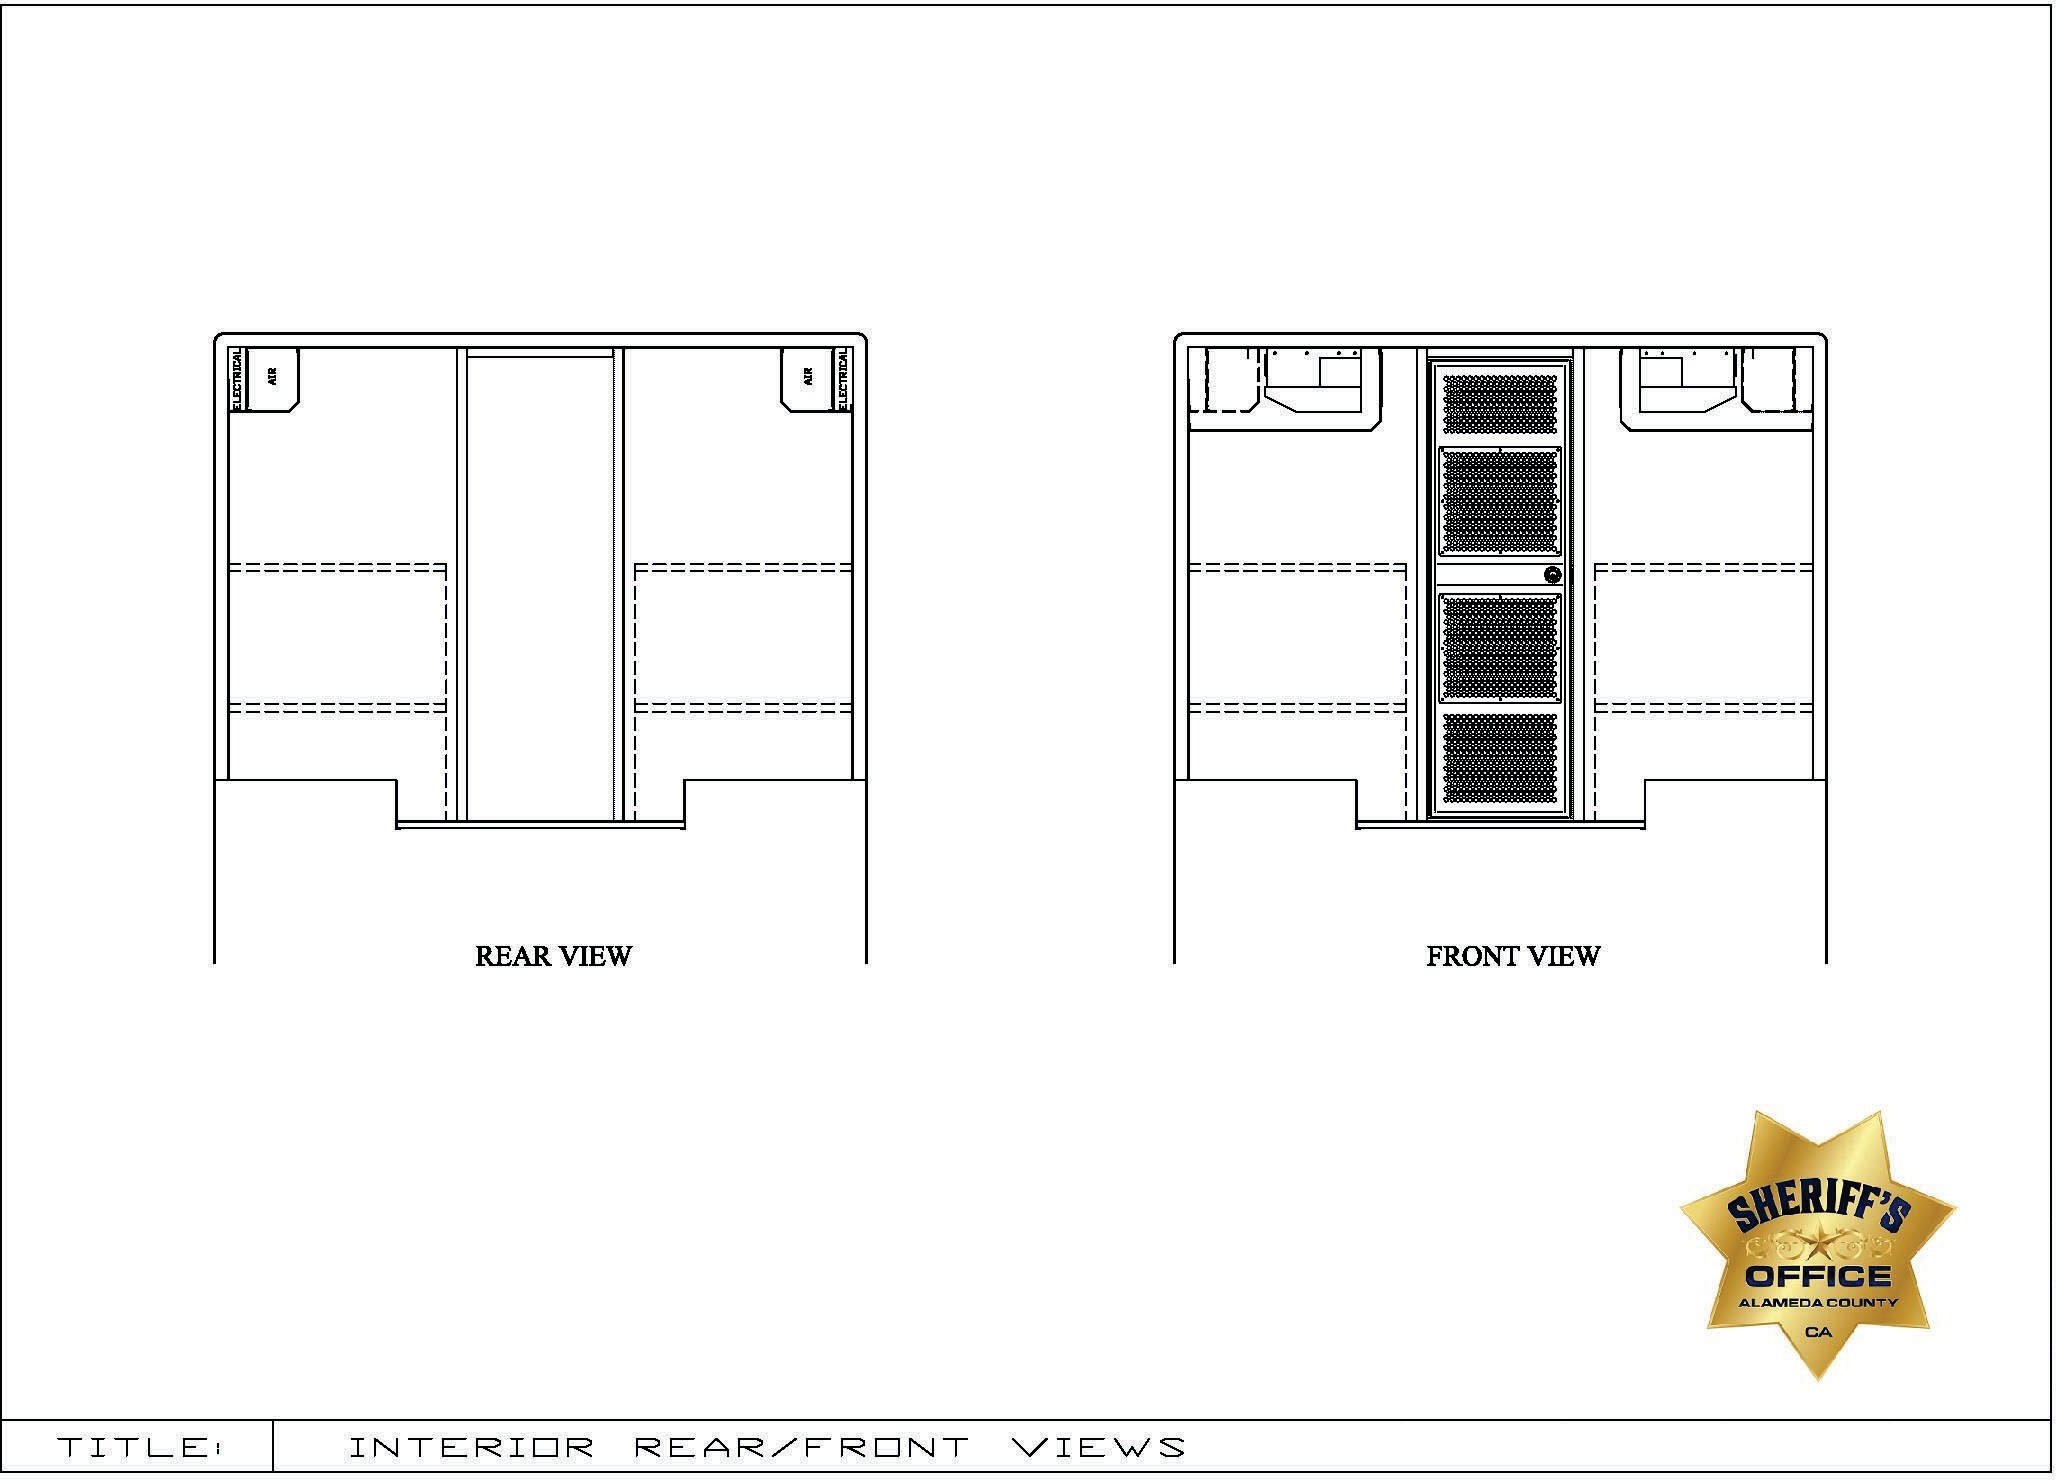 ELECTRICAL
AIR
AIR
ELECTRICAL
REAR VIEW
FRONT VIEW
SHERIFF'S
OFFICE
ALAMEDA COUNTY
CA
TITLE: INTERIOR REAR/FRONT VIEWS